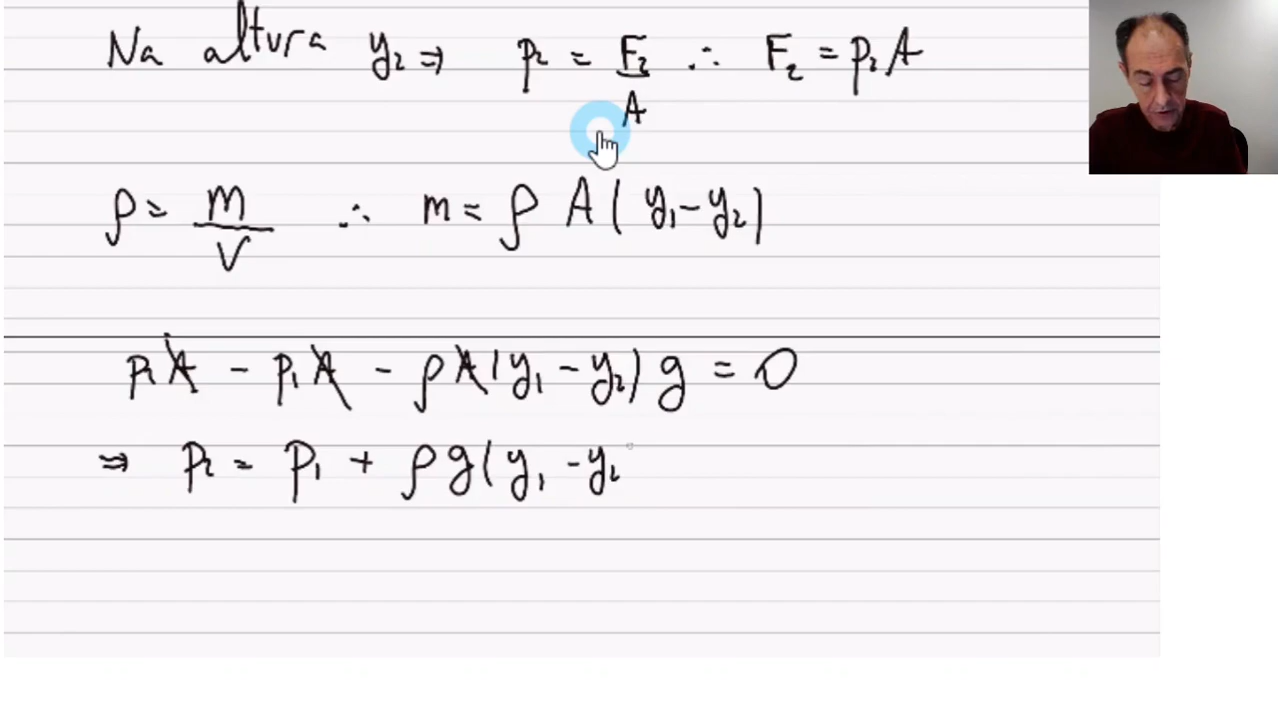 Na altura y₂ ⇒ p₂ = F₂/A ∴ F₂ = p₂A
ρ = m/V ∴ m = ρ A (y₁ - y₂)
p₂A - p₁A - ρA(y₁ - y₂)g = 0
⇒ p₂ = p₁ + ρg(y₁ - y₂